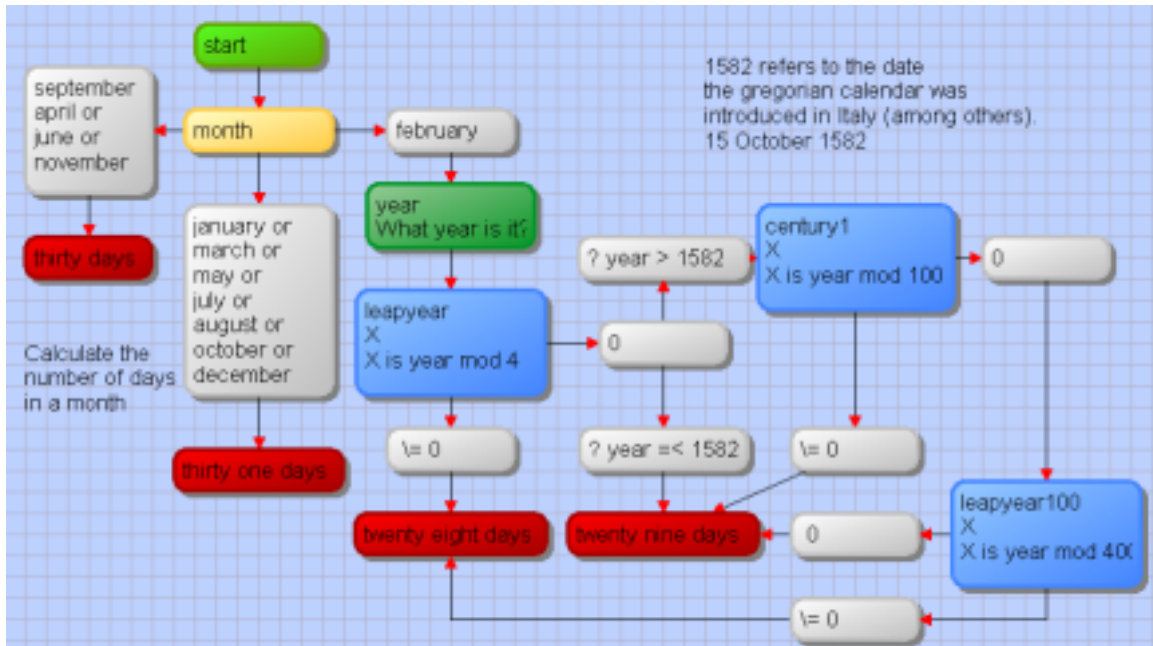 start
september
april or
june or
november
month
february
1582 refers to the date
the gregorian calendar was
introduced in Italy (among others).
15 October 1582
thirty days
january or
march or
may or
july or
august or
october or
december
year
What year is it?
? year > 1582
century1
X
X is year mod 100
0
leapyear
X
X is year mod 4
0
Calculate the
number of days
in a month
\= 0
? year =< 1582
\= 0
thirty one days
twenty eight days
twenty nine days
0
leapyear100
X
X is year mod 400
\= 0